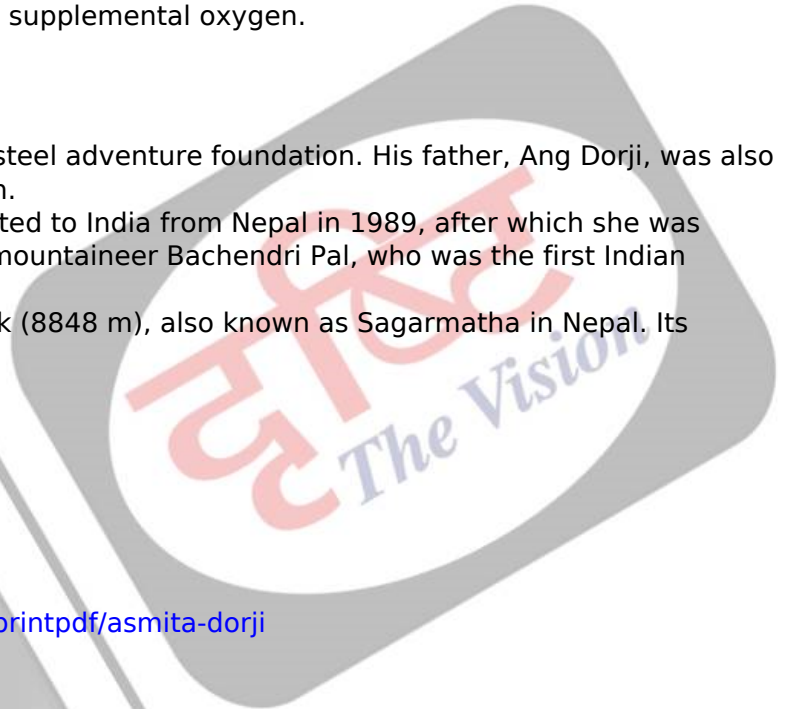 supplemental oxygen.
steel adventure foundation. His father, Ang Dorji, was also
ted to India from Nepal in 1989, after which she was
mountaineer Bachendri Pal, who was the first Indian
k (8848 m), also known as Sagarmatha in Nepal. Its
दृष्टि
The Vision
printpdf/asmita-dorji